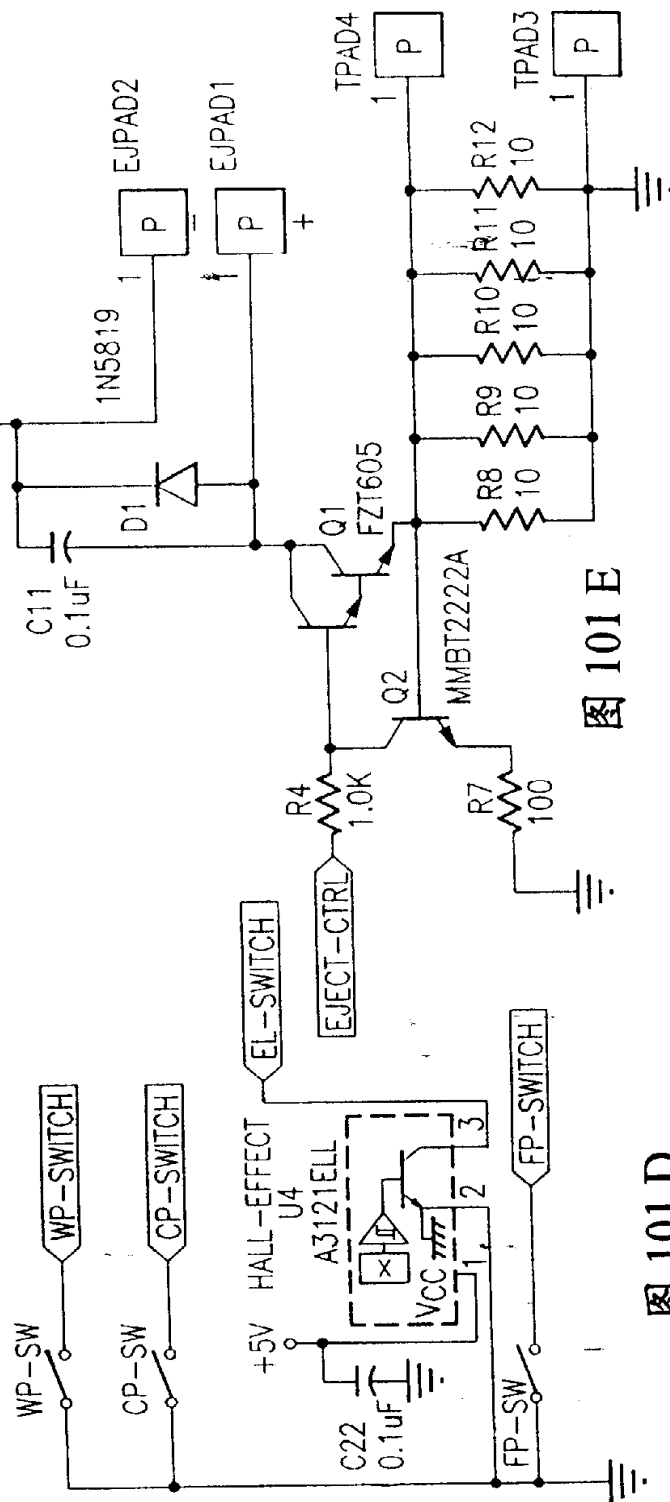 WP-SW
WP-SWITCH
CP-SW
CP-SWITCH
+5V
HALL-EFFECT
U4
A3121ELL
EL-SWITCH
X
VCC
1
2
3
C22
0.1uF
FP-SW
FP-SWITCH
图 101 D
C11
0.1uF
D1
1N5819
1
P
EJPAD2
−
1
P
EJPAD1
+
Q1
FZT605
EJECT-CTRL
R4
1.0K
Q2
MMBT2222A
R7
100
R8
10
R9
10
R10
10
R11
10
R12
10
1
P
TPAD4
1
P
TPAD3
图 101 E